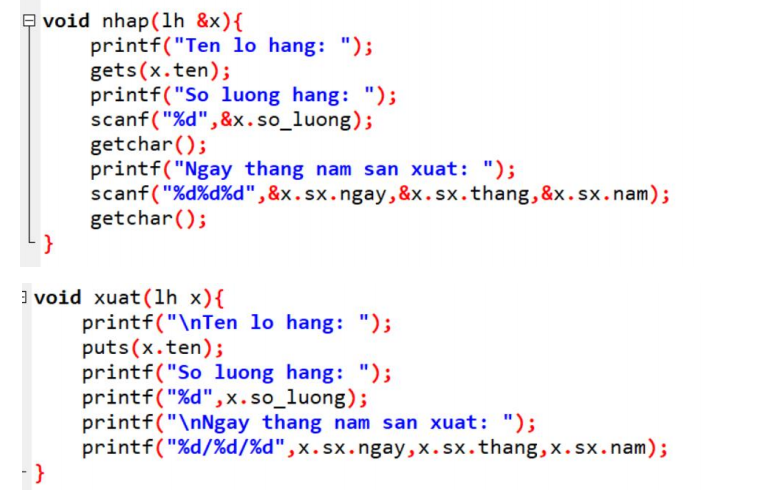 void nhap(lh &x){
printf("Ten lo hang: ");
gets(x.ten);
printf("So luong hang: ");
scanf("%d",&x.so_luong);
getchar();
printf("Ngay thang nam san xuat: ");
scanf("%d%d%d",&x.sx.ngay,&x.sx.thang,&x.sx.nam);
getchar();
}
void xuat(lh x){
printf("\nTen lo hang: ");
puts(x.ten);
printf("So luong hang: ");
printf("%d",x.so_luong);
printf("\nNgay thang nam san xuat: ");
printf("%d/%d/%d",x.sx.ngay,x.sx.thang,x.sx.nam);
}